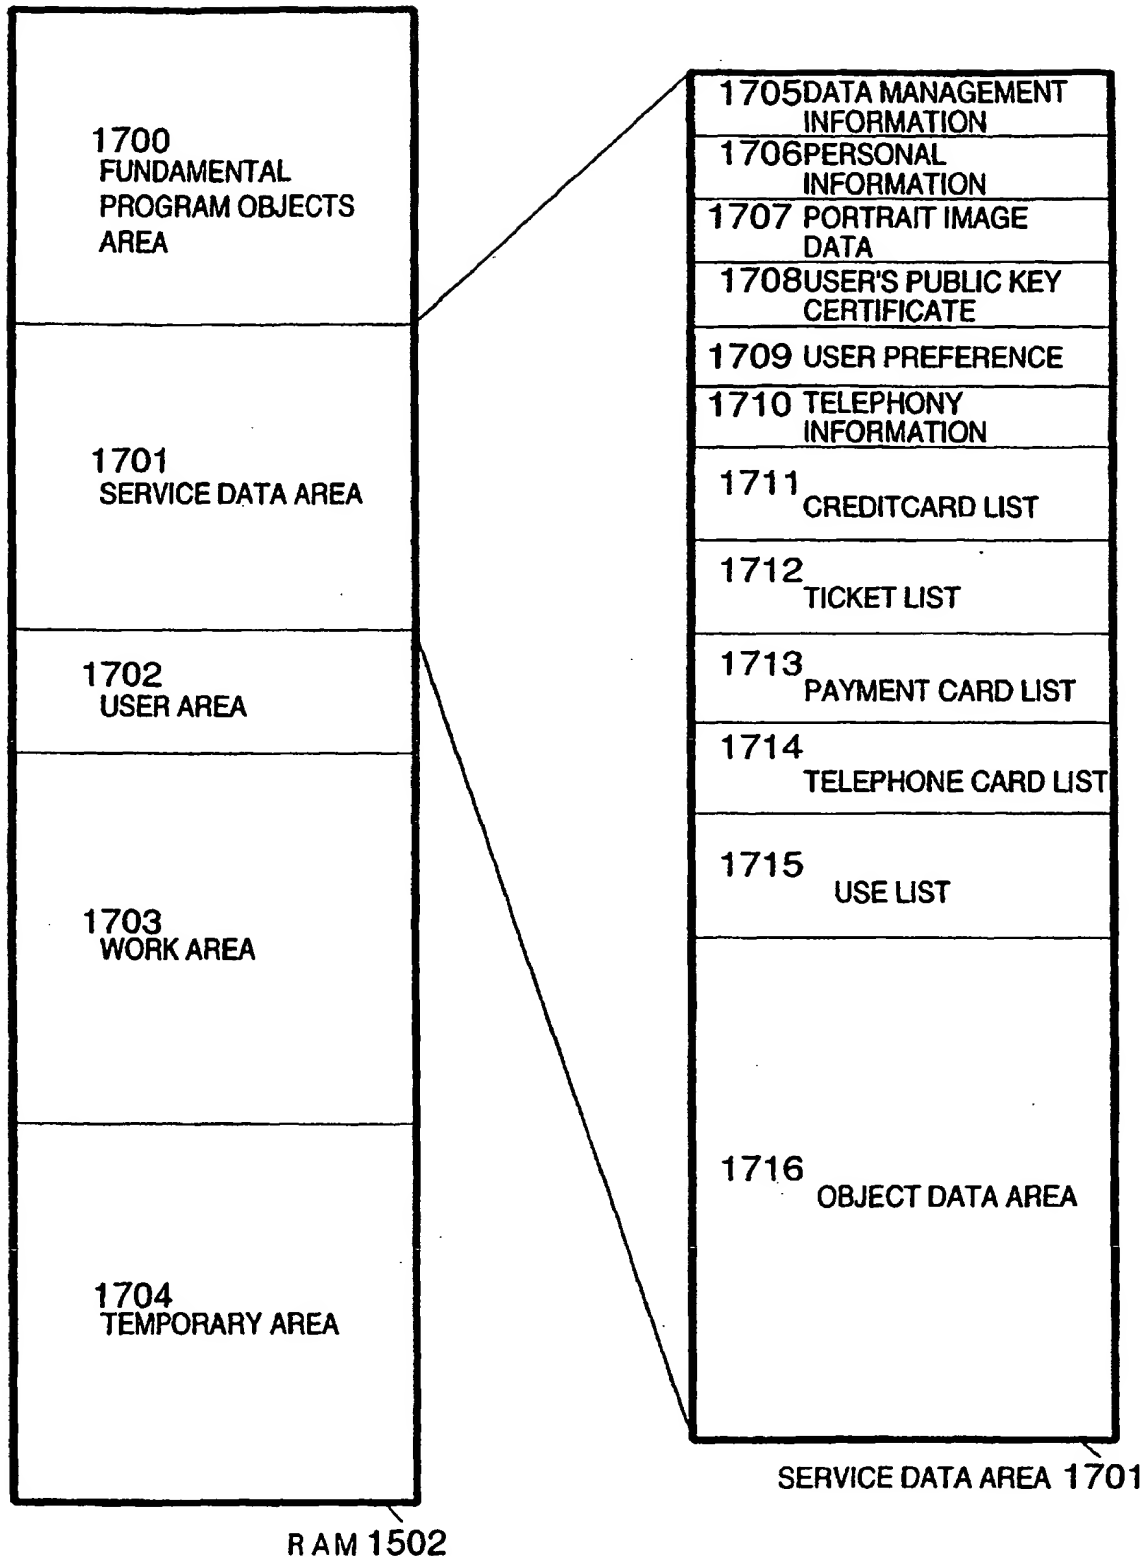 1700
FUNDAMENTAL
PROGRAM OBJECTS
AREA
1701
SERVICE DATA AREA
1702
USER AREA
1703
WORK AREA
1704
TEMPORARY AREA
RAM 1502
1705 DATA MANAGEMENT
INFORMATION
1706 PERSONAL
INFORMATION
1707 PORTRAIT IMAGE
DATA
1708 USER'S PUBLIC KEY
CERTIFICATE
1709 USER PREFERENCE
1710 TELEPHONY
INFORMATION
1711
CREDITCARD LIST
1712
TICKET LIST
1713
PAYMENT CARD LIST
1714
TELEPHONE CARD LIST
1715
USE LIST
1716
OBJECT DATA AREA
SERVICE DATA AREA 1701